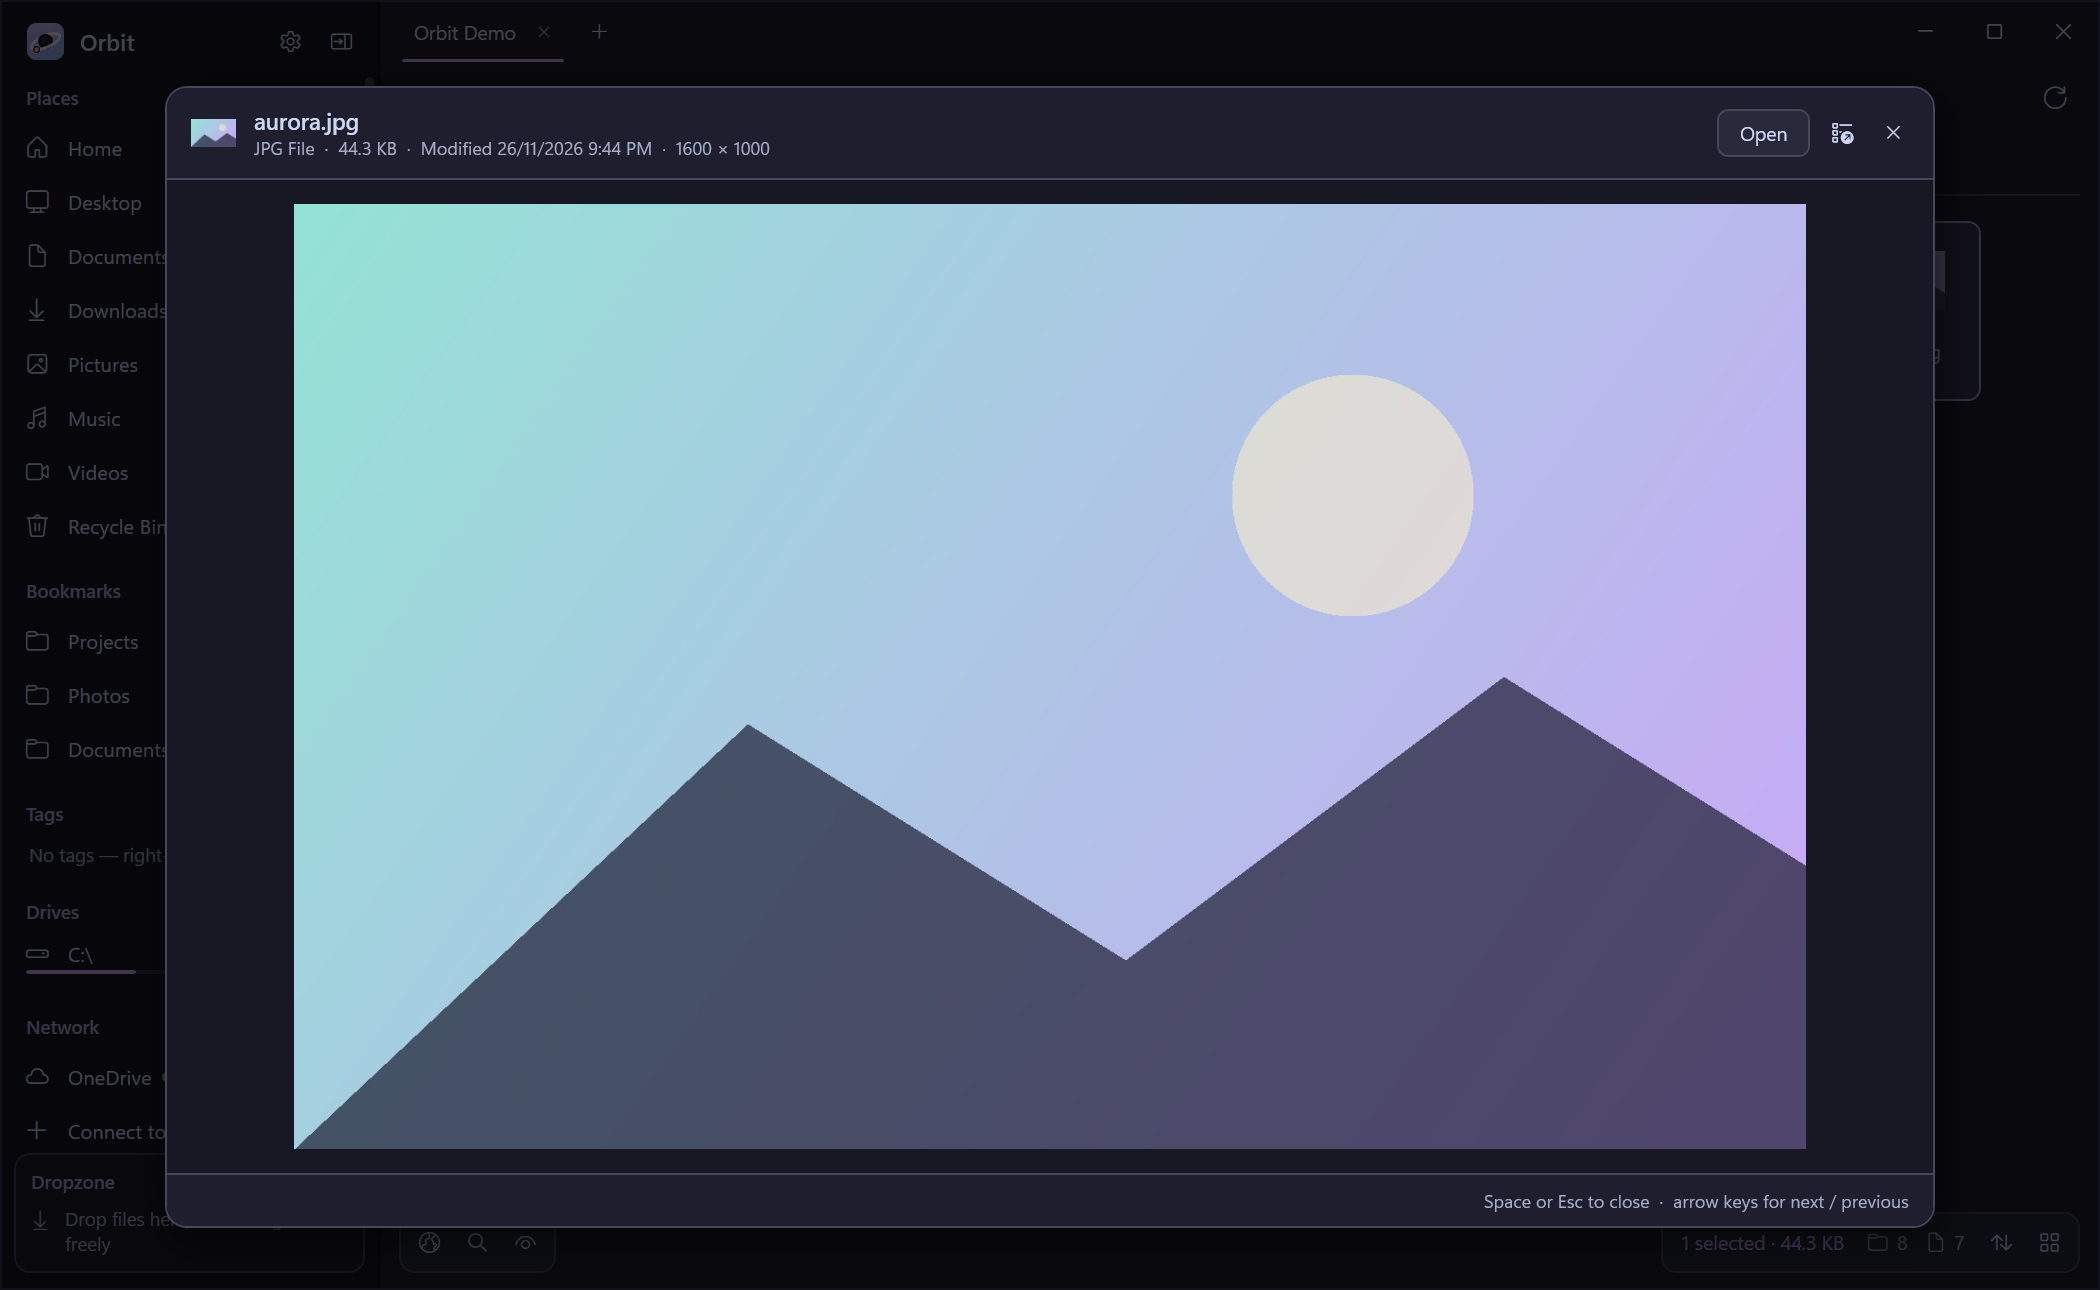 Orbit
Orbit Demo
Places
Home
Desktop
Documents
Downloads
Pictures
Music
Videos
Recycle Bin
Bookmarks
Projects
Photos
Documents
Tags
No tags — right-
Drives
C:\
Network
OneDrive
Connect to
Dropzone
Drop files he
freely
aurora.jpg
JPG File · 44.3 KB · Modified 26/11/2026 9:44 PM · 1600 × 1000
Open
Space or Esc to close · arrow keys for next / previous
1 selected · 44.3 KB 8 7